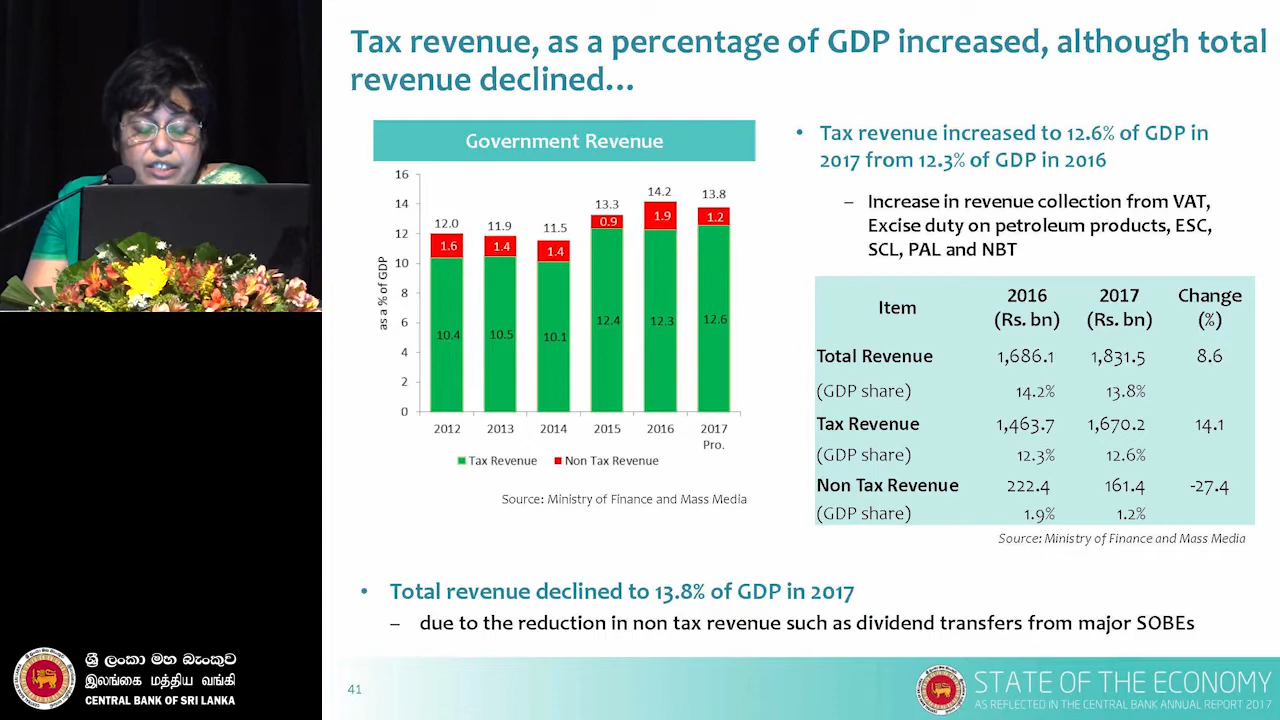 Tax revenue, as a percentage of GDP increased, although total
revenue declined...
Government Revenue
as a % of GDP
16
14
12
10
8
6
4
2
0
12.0
11.9
11.5
13.3
14.2
13.8
1.6
1.4
1.4
0.9
1.9
1.2
10.4
10.5
10.1
12.4
12.3
12.6
2012
2013
2014
2015
2016
2017
Pro.
Tax Revenue
Non Tax Revenue
Source: Ministry of Finance and Mass Media
• Tax revenue increased to 12.6% of GDP in
2017 from 12.3% of GDP in 2016
– Increase in revenue collection from VAT,
Excise duty on petroleum products, ESC,
SCL, PAL and NBT
Item 2016 2017 Change
(Rs. bn) (Rs. bn) (%)
Total Revenue 1,686.1 1,831.5 8.6
(GDP share) 14.2% 13.8%
Tax Revenue 1,463.7 1,670.2 14.1
(GDP share) 12.3% 12.6%
Non Tax Revenue 222.4 161.4 -27.4
(GDP share) 1.9% 1.2%
Source: Ministry of Finance and Mass Media
• Total revenue declined to 13.8% of GDP in 2017
– due to the reduction in non tax revenue such as dividend transfers from major SOBEs
ශ්‍රී ලංකා මහ බැංකුව
இலங்கை மத்திய வங்கி
CENTRAL BANK OF SRI LANKA
41
STATE OF THE ECONOMY
AS REFLECTED IN THE CENTRAL BANK ANNUAL REPORT 2017